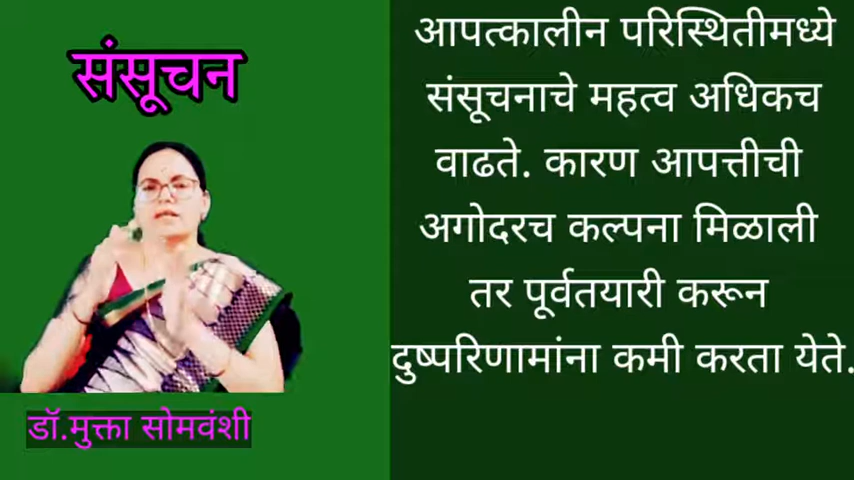 संसूचन
डॉ.मुक्ता सोमवंशी
आपत्कालीन परिस्थितीमध्ये
संसूचनाचे महत्व अधिकच
वाढते. कारण आपत्तीची
अगोदरच कल्पना मिळाली
तर पूर्वतयारी करून
दुष्परिणामांना कमी करता येते.